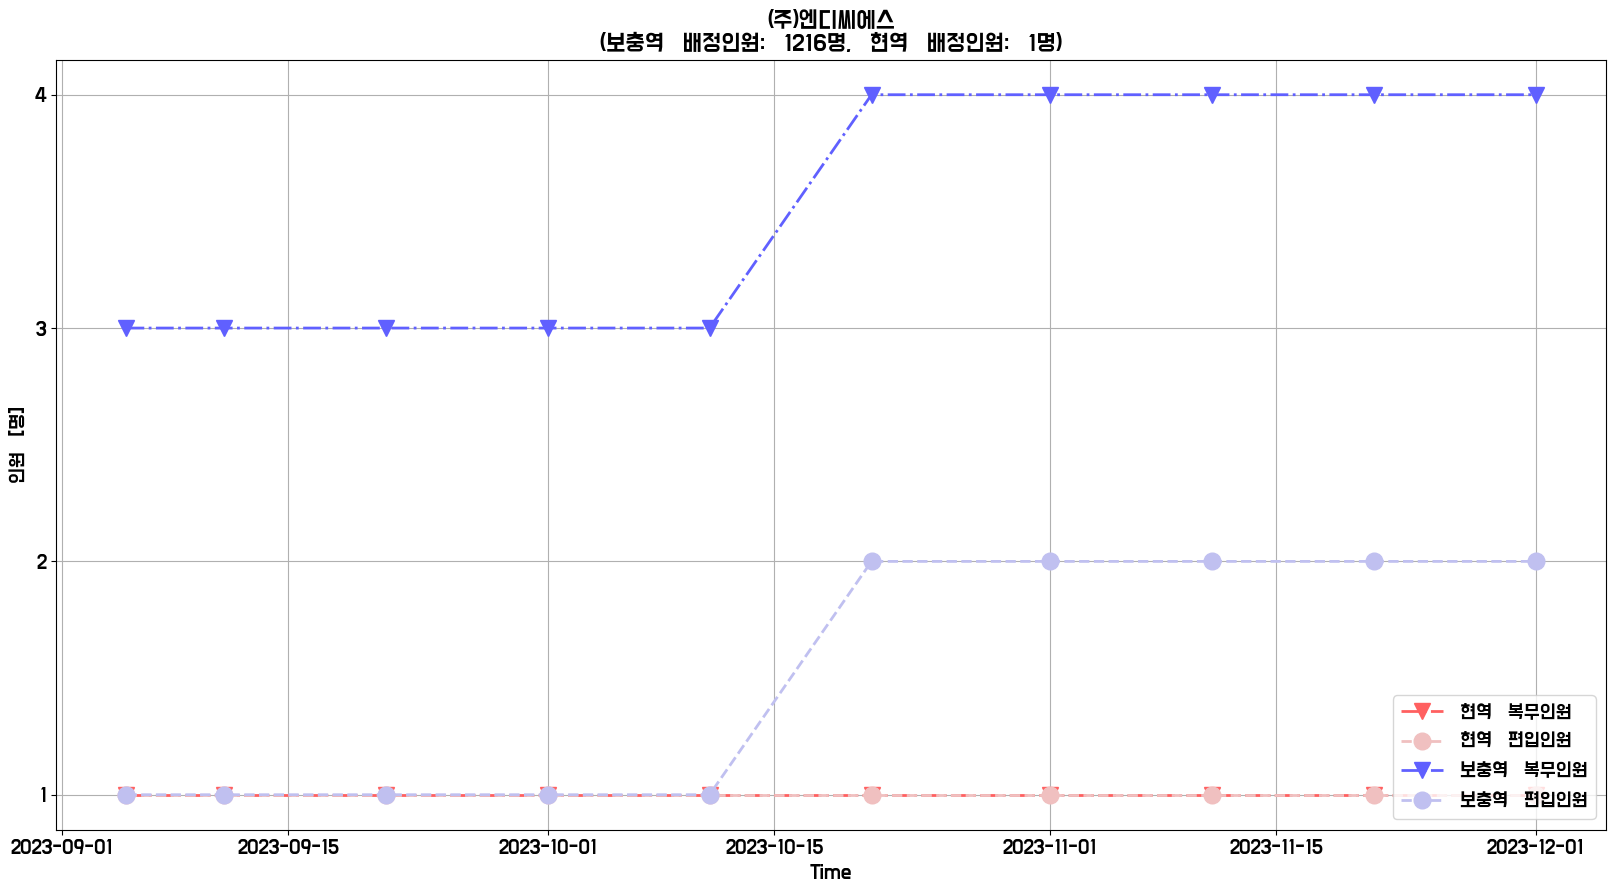 (주)엔디씨에스
(보충역 배정인원: 1216명, 현역 배정인원: 1명)
인원 [명]
4
3
2
1
2023-09-01 2023-09-15 2023-10-01 2023-10-15 2023-11-01 2023-11-15 2023-12-01
Time
현역 복무인원
현역 편입인원
보충역 복무인원
보충역 편입인원